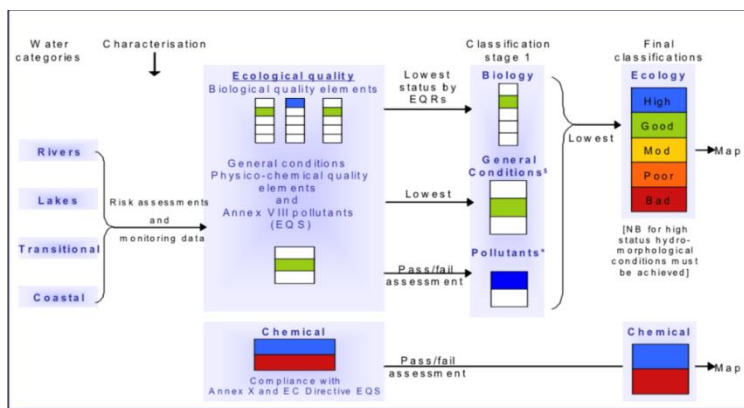 Water
categories
Characterisation
Classification
stage 1
Final
classifications
Ecological quality
Biological quality elements
Lowest
status by
EQRs
Biology
Ecology
High
Good
Mod
Poor
Bad
Lowest
Map
Rivers
Lakes
Transitional
Coastal
Risk assessments
and
monitoring data
General conditions
Physico-chemical quality
elements
and
Annex VIII pollutants
(EQS)
Lowest
General
Conditions$
Pass/fail
assessment
Pollutants*
[NB for high
status hydro-
morphological
conditions must
be achieved]
Chemical
Compliance with
Annex X and EC Directive EQS
Pass/fail
assessment
Chemical
Map